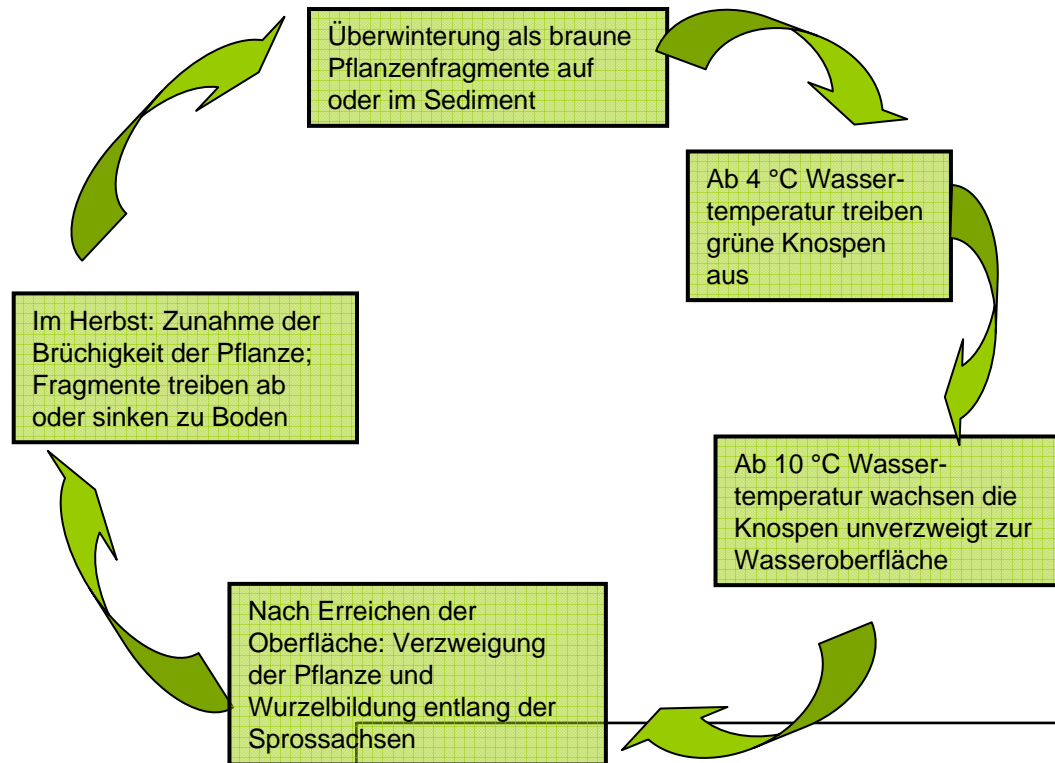 Überwinterung als braune
Pflanzenfragmente auf
oder im Sediment
Ab 4 °C Wasser-
temperatur treiben
grüne Knospen
aus
Ab 10 °C Wasser-
temperatur wachsen die
Knospen unverzweigt zur
Wasseroberfläche
Nach Erreichen der
Oberfläche: Verzweigung
der Pflanze und
Wurzelbildung entlang der
Sprossachsen
Im Herbst: Zunahme der
Brüchigkeit der Pflanze;
Fragmente treiben ab
oder sinken zu Boden